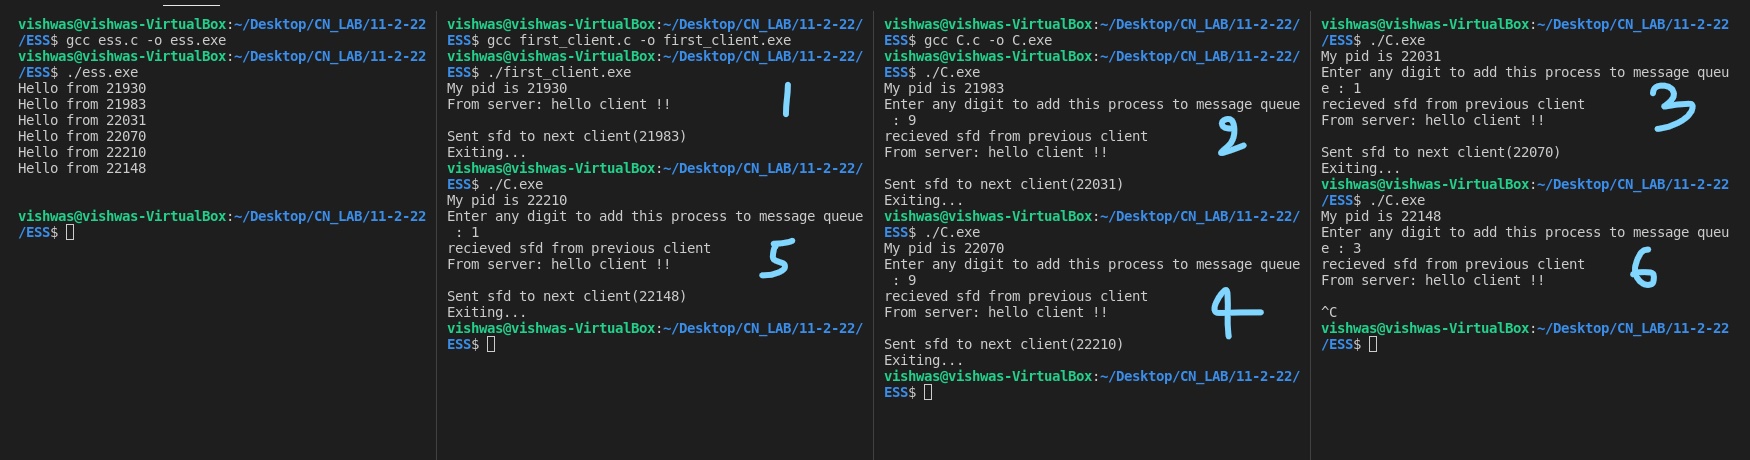 vishwas@vishwas-VirtualBox:~/Desktop/CN_LAB/11-2-22
/ESS$ gcc ess.c -o ess.exe
vishwas@vishwas-VirtualBox:~/Desktop/CN_LAB/11-2-22
/ESS$ ./ess.exe
Hello from 21930
Hello from 21983
Hello from 22031
Hello from 22070
Hello from 22210
Hello from 22148
vishwas@vishwas-VirtualBox:~/Desktop/CN_LAB/11-2-22
/ESS$
vishwas@vishwas-VirtualBox:~/Desktop/CN_LAB/11-2-22/
ESS$ gcc first_client.c -o first_client.exe
vishwas@vishwas-VirtualBox:~/Desktop/CN_LAB/11-2-22/
ESS$ ./first_client.exe
My pid is 21930
From server: hello client !!
1
Sent sfd to next client(21983)
Exiting...
vishwas@vishwas-VirtualBox:~/Desktop/CN_LAB/11-2-22/
ESS$ ./C.exe
My pid is 22210
Enter any digit to add this process to message queue
: 1
recieved sfd from previous client
From server: hello client !!
5
Sent sfd to next client(22148)
Exiting...
vishwas@vishwas-VirtualBox:~/Desktop/CN_LAB/11-2-22/
ESS$
vishwas@vishwas-VirtualBox:~/Desktop/CN_LAB/11-2-22/
ESS$ gcc C.c -o C.exe
vishwas@vishwas-VirtualBox:~/Desktop/CN_LAB/11-2-22/
ESS$ ./C.exe
My pid is 21983
Enter any digit to add this process to message queue
: 9
recieved sfd from previous client
From server: hello client !!
2
Sent sfd to next client(22031)
Exiting...
vishwas@vishwas-VirtualBox:~/Desktop/CN_LAB/11-2-22/
ESS$ ./C.exe
My pid is 22070
Enter any digit to add this process to message queue
: 9
recieved sfd from previous client
From server: hello client !!
4
Sent sfd to next client(22210)
Exiting...
vishwas@vishwas-VirtualBox:~/Desktop/CN_LAB/11-2-22/
ESS$
vishwas@vishwas-VirtualBox:~/Desktop/CN_LAB/11-2-22
/ESS$ ./C.exe
My pid is 22031
Enter any digit to add this process to message queu
e : 1
recieved sfd from previous client
From server: hello client !!
3
Sent sfd to next client(22070)
Exiting...
vishwas@vishwas-VirtualBox:~/Desktop/CN_LAB/11-2-22
/ESS$ ./C.exe
My pid is 22148
Enter any digit to add this process to message queu
e : 3
recieved sfd from previous client
From server: hello client !!
6
^C
vishwas@vishwas-VirtualBox:~/Desktop/CN_LAB/11-2-22
/ESS$